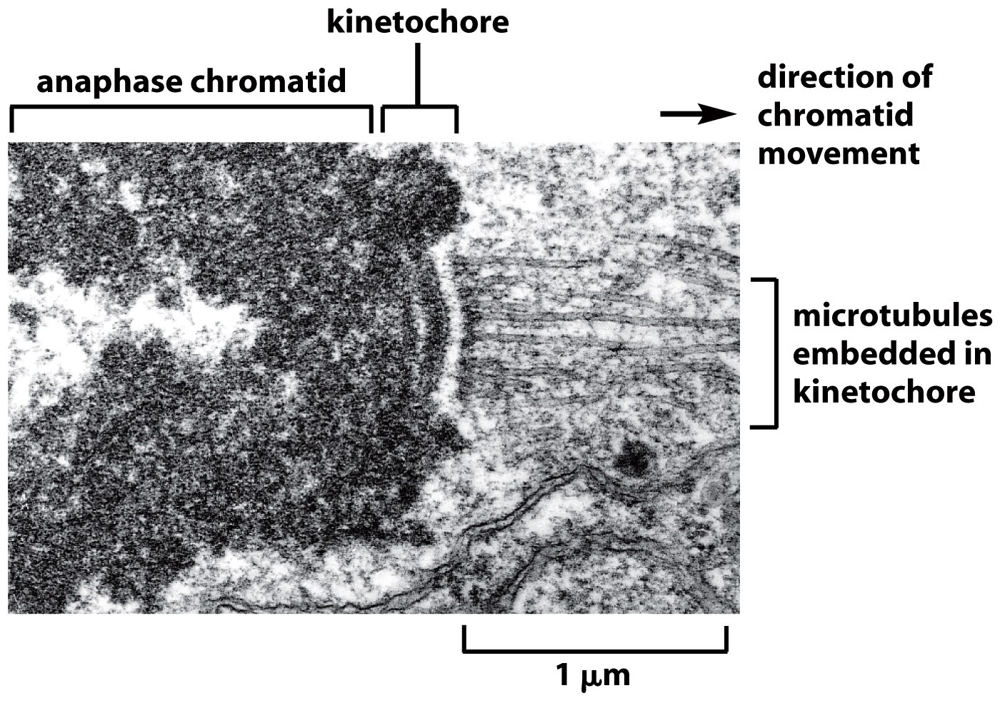 kinetochore
anaphase chromatid
direction of
chromatid
movement
microtubules
embedded in
kinetochore
1 μm